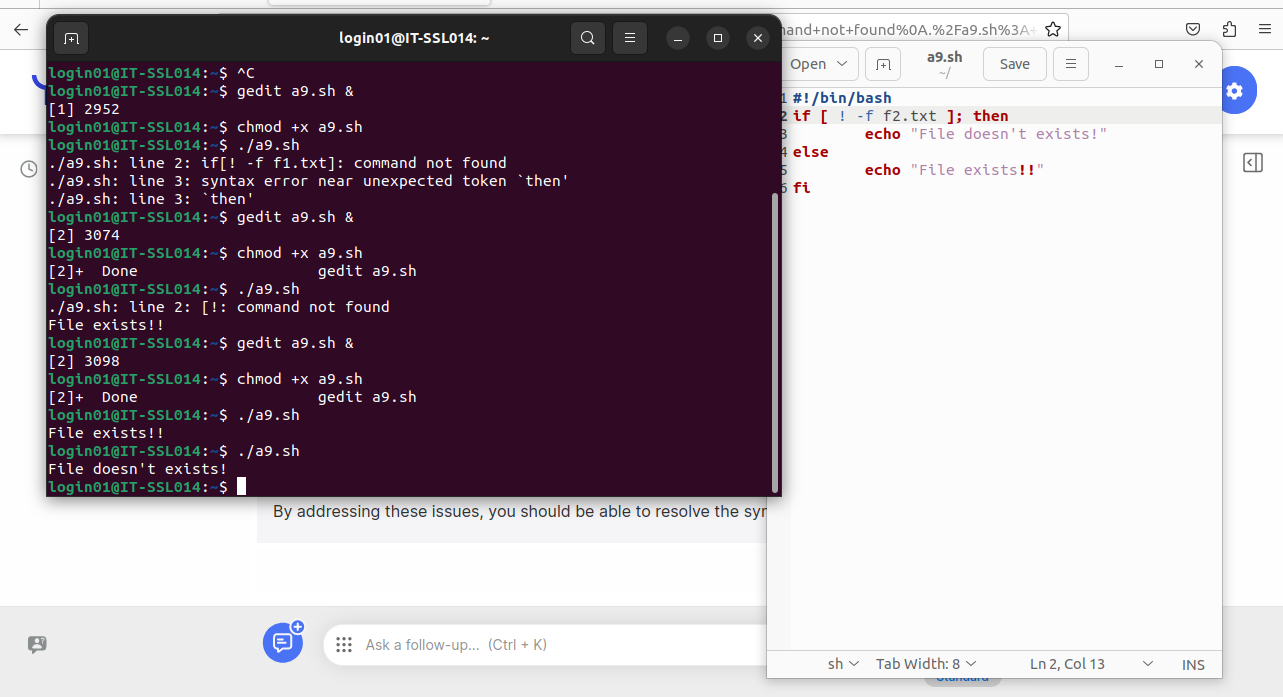 login01@IT-SSL014: ~
login01@IT-SSL014:~$ ^C
login01@IT-SSL014:~$ gedit a9.sh &
[1] 2952
login01@IT-SSL014:~$ chmod +x a9.sh
login01@IT-SSL014:~$ ./a9.sh
./a9.sh: line 2: if[! -f f1.txt]: command not found
./a9.sh: line 3: syntax error near unexpected token `then'
./a9.sh: line 3: `then'
login01@IT-SSL014:~$ gedit a9.sh &
[2] 3074
login01@IT-SSL014:~$ chmod +x a9.sh
[2]+  Done                    gedit a9.sh
login01@IT-SSL014:~$ ./a9.sh
./a9.sh: line 2: [!: command not found
File exists!!
login01@IT-SSL014:~$ gedit a9.sh &
[2] 3098
login01@IT-SSL014:~$ chmod +x a9.sh
[2]+  Done                    gedit a9.sh
login01@IT-SSL014:~$ ./a9.sh
File exists!!
login01@IT-SSL014:~$ ./a9.sh
File doesn't exists!
login01@IT-SSL014:~$
+not+found%0A.%2Fa9.sh%3A+
Open
a9.sh
~/
Save
1 #!/bin/bash
2 if [ ! -f f2.txt ]; then
3         echo "File doesn't exists!"
4 else
5         echo "File exists!!"
6 fi
sh
Tab Width: 8
Ln 2, Col 13
INS
By addressing these issues, you should be able to resolve the
Ask a follow-up... (Ctrl + K)
Standard